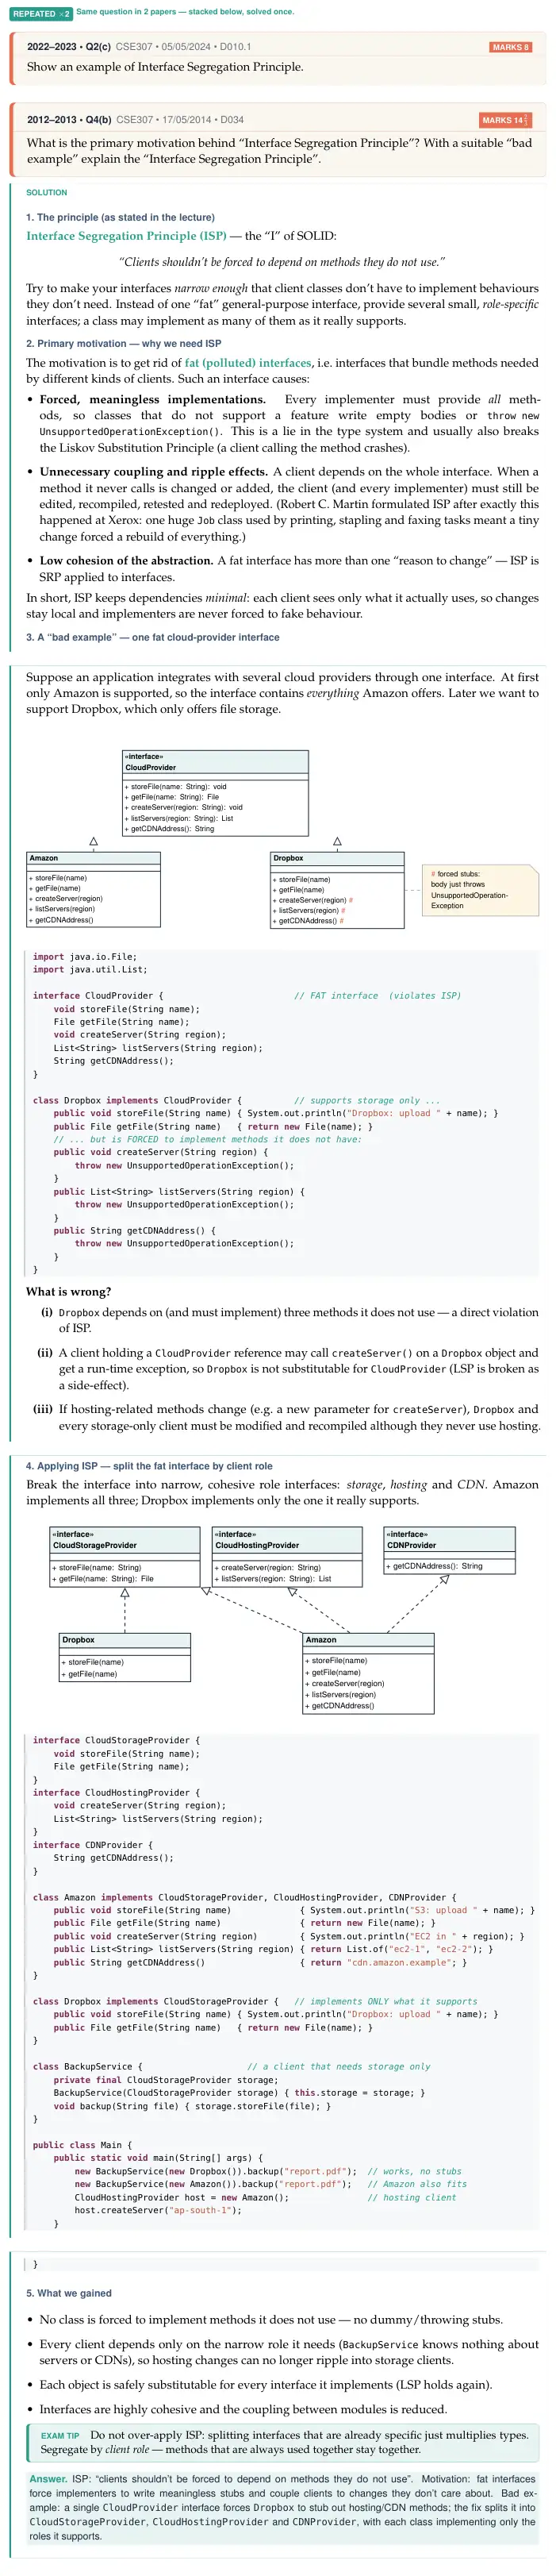 REPEATED ×2 Same question in 2 papers — stacked below, solved once.
2022–2023 • Q2(c) CSE307 • 05/05/2024 • D010.1 MARKS 8
Show an example of Interface Segregation Principle.
2012–2013 • Q4(b) CSE307 • 17/05/2014 • D034 MARKS 14
What is the primary motivation behind “Interface Segregation Principle”? With a suitable “bad
example” explain the “Interface Segregation Principle”.
SOLUTION
1. The principle (as stated in the lecture)
Interface Segregation Principle (ISP) — the “I” of SOLID:
“Clients shouldn’t be forced to depend on methods they do not use.”
Try to make your interfaces narrow enough that client classes don’t have to implement behaviours
they don’t need. Instead of one “fat” general-purpose interface, provide several small, role-specific
interfaces; a class may implement as many of them as it really supports.
2. Primary motivation — why we need ISP
The motivation is to get rid of fat (polluted) interfaces, i.e. interfaces that bundle methods needed
by different kinds of clients. Such an interface causes:
• Forced, meaningless implementations. Every implementer must provide all meth-
ods, so classes that do not support a feature write empty bodies or throw new
UnsupportedOperationException(). This is a lie in the type system and usually also breaks
the Liskov Substitution Principle (a client calling the method crashes).
• Unnecessary coupling and ripple effects. A client depends on the whole interface. When a
method it never calls is changed or added, the client (and every implementer) must still be
edited, recompiled, retested and redeployed. (Robert C. Martin formulated ISP after exactly this
happened at Xerox: one huge Job class used by printing, stapling and faxing tasks meant a tiny
change forced a rebuild of everything.)
• Low cohesion of the abstraction. A fat interface has more than one “reason to change” — ISP is
SRP applied to interfaces.
In short, ISP keeps dependencies minimal: each client sees only what it actually uses, so changes
stay local and implementers are never forced to fake behaviour.
3. A “bad example” — one fat cloud-provider interface
Suppose an application integrates with several cloud providers through one interface. At first
only Amazon is supported, so the interface contains everything Amazon offers. Later we want to
support Dropbox, which only offers file storage.
«interface»
CloudProvider
+ storeFile(name: String): void
+ getFile(name: String): File
+ createServer(region: String): void
+ listServers(region: String): List
+ getCDNAddress(): String
Amazon
+ storeFile(name)
+ getFile(name)
+ createServer(region)
+ listServers(region)
+ getCDNAddress()
Dropbox
+ storeFile(name)
+ getFile(name)
+ createServer(region) #
+ listServers(region) #
+ getCDNAddress() #
# forced stubs:
body just throws
UnsupportedOperation-
Exception
import java.io.File;
import java.util.List;
interface CloudProvider { // FAT interface (violates ISP)
void storeFile(String name);
File getFile(String name);
void createServer(String region);
List<String> listServers(String region);
String getCDNAddress();
}
class Dropbox implements CloudProvider { // supports storage only ...
public void storeFile(String name) { System.out.println("Dropbox: upload " + name); }
public File getFile(String name) { return new File(name); }
// ... but is FORCED to implement methods it does not have:
public void createServer(String region) {
throw new UnsupportedOperationException();
}
public List<String> listServers(String region) {
throw new UnsupportedOperationException();
}
public String getCDNAddress() {
throw new UnsupportedOperationException();
}
}
What is wrong?
(i) Dropbox depends on (and must implement) three methods it does not use — a direct violation
of ISP.
(ii) A client holding a CloudProvider reference may call createServer() on a Dropbox object and
get a run-time exception, so Dropbox is not substitutable for CloudProvider (LSP is broken as
a side-effect).
(iii) If hosting-related methods change (e.g. a new parameter for createServer), Dropbox and
every storage-only client must be modified and recompiled although they never use hosting.
4. Applying ISP — split the fat interface by client role
Break the interface into narrow, cohesive role interfaces: storage, hosting and CDN. Amazon
implements all three; Dropbox implements only the one it really supports.
«interface»
CloudStorageProvider
+ storeFile(name: String)
+ getFile(name: String): File
«interface»
CloudHostingProvider
+ createServer(region: String)
+ listServers(region: String): List
«interface»
CDNProvider
+ getCDNAddress(): String
Dropbox
+ storeFile(name)
+ getFile(name)
Amazon
+ storeFile(name)
+ getFile(name)
+ createServer(region)
+ listServers(region)
+ getCDNAddress()
interface CloudStorageProvider {
void storeFile(String name);
File getFile(String name);
}
interface CloudHostingProvider {
void createServer(String region);
List<String> listServers(String region);
}
interface CDNProvider {
String getCDNAddress();
}
class Amazon implements CloudStorageProvider, CloudHostingProvider, CDNProvider {
public void storeFile(String name) { System.out.println("S3: upload " + name); }
public File getFile(String name) { return new File(name); }
public void createServer(String region) { System.out.println("EC2 in " + region); }
public List<String> listServers(String region) { return List.of("ec2-1", "ec2-2"); }
public String getCDNAddress() { return "cdn.amazon.example"; }
}
class Dropbox implements CloudStorageProvider { // implements ONLY what it supports
public void storeFile(String name) { System.out.println("Dropbox: upload " + name); }
public File getFile(String name) { return new File(name); }
}
class BackupService { // a client that needs storage only
private final CloudStorageProvider storage;
BackupService(CloudStorageProvider storage) { this.storage = storage; }
void backup(String file) { storage.storeFile(file); }
}
public class Main {
public static void main(String[] args) {
new BackupService(new Dropbox()).backup("report.pdf"); // works, no stubs
new BackupService(new Amazon()).backup("report.pdf"); // Amazon also fits
CloudHostingProvider host = new Amazon(); // hosting client
host.createServer("ap-south-1");
}
}
5. What we gained
• No class is forced to implement methods it does not use — no dummy/throwing stubs.
• Every client depends only on the narrow role it needs (BackupService knows nothing about
servers or CDNs), so hosting changes can no longer ripple into storage clients.
• Each object is safely substitutable for every interface it implements (LSP holds again).
• Interfaces are highly cohesive and the coupling between modules is reduced.
EXAM TIP Do not over-apply ISP: splitting interfaces that are already specific just multiplies types.
Segregate by client role — methods that are always used together stay together.
Answer. ISP: “clients shouldn’t be forced to depend on methods they do not use”. Motivation: fat interfaces
force implementers to write meaningless stubs and couple clients to changes they don’t care about. Bad ex-
ample: a single CloudProvider interface forces Dropbox to stub out hosting/CDN methods; the fix splits it into
CloudStorageProvider, CloudHostingProvider and CDNProvider, with each class implementing only the
roles it supports.